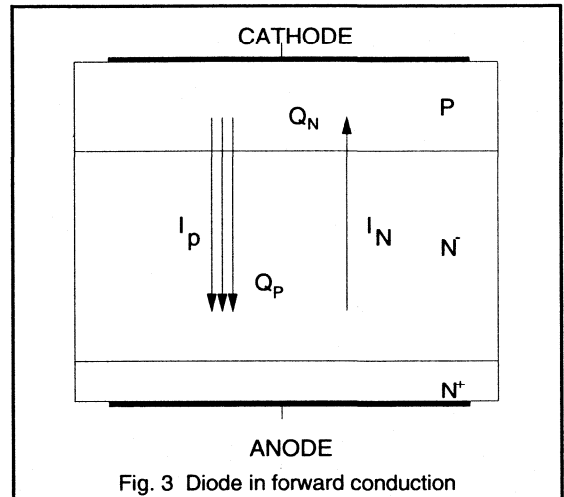 CATHODE
P
Q_N
I_p
I_N
N^-
Q_P
N^+
ANODE
Fig. 3 Diode in forward conduction